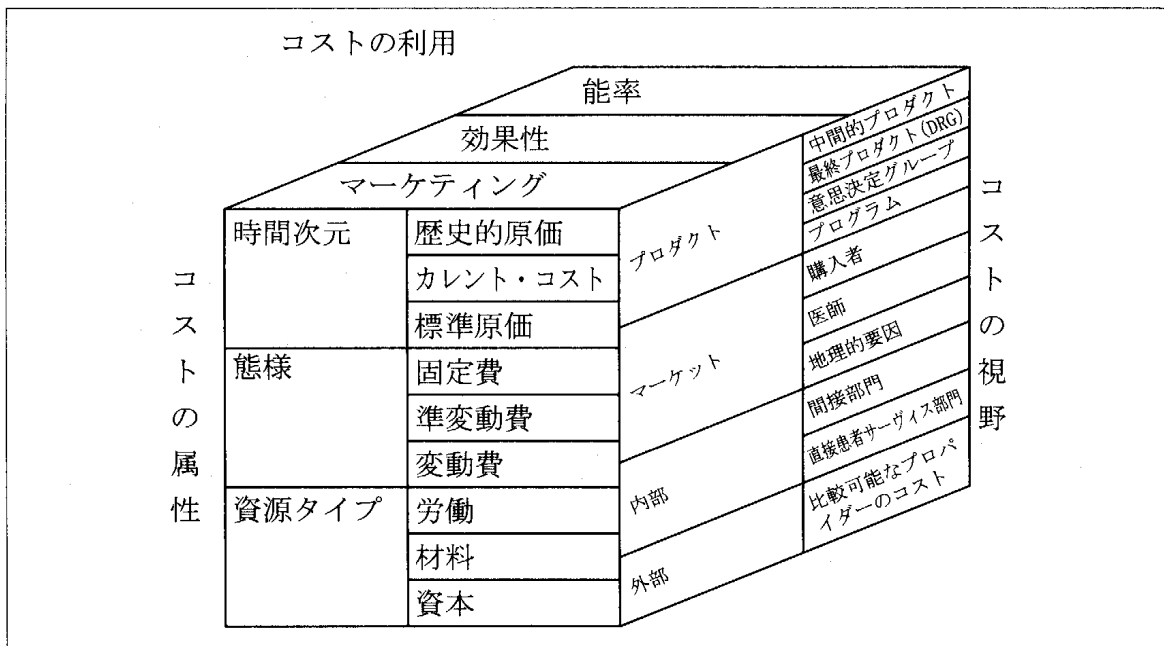 コストの利用
能率
効果性
マーケティング
コストの属性
時間次元
歴史的原価
カレント・コスト
標準原価
態様
固定費
準変動費
変動費
資源タイプ
労働
材料
資本
プロダクト
マーケット
内部
外部
中間的プロダクト
最終プロダクト(DRG)
意思決定グループ
プログラム
購入者
医師
地理的要因
間接部門
直接患者サーヴィス部門
比較可能なプロバ
イダーのコスト
コストの視野